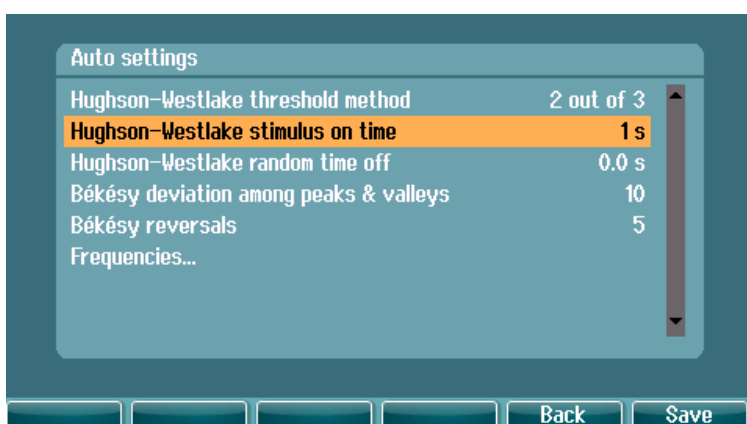 Auto settings
Hughson-Westlake threshold method 2 out of 3
Hughson-Westlake stimulus on time 1 s
Hughson-Westlake random time off 0.0 s
Békésy deviation among peaks & valleys 10
Békésy reversals 5
Frequencies...
Back Save